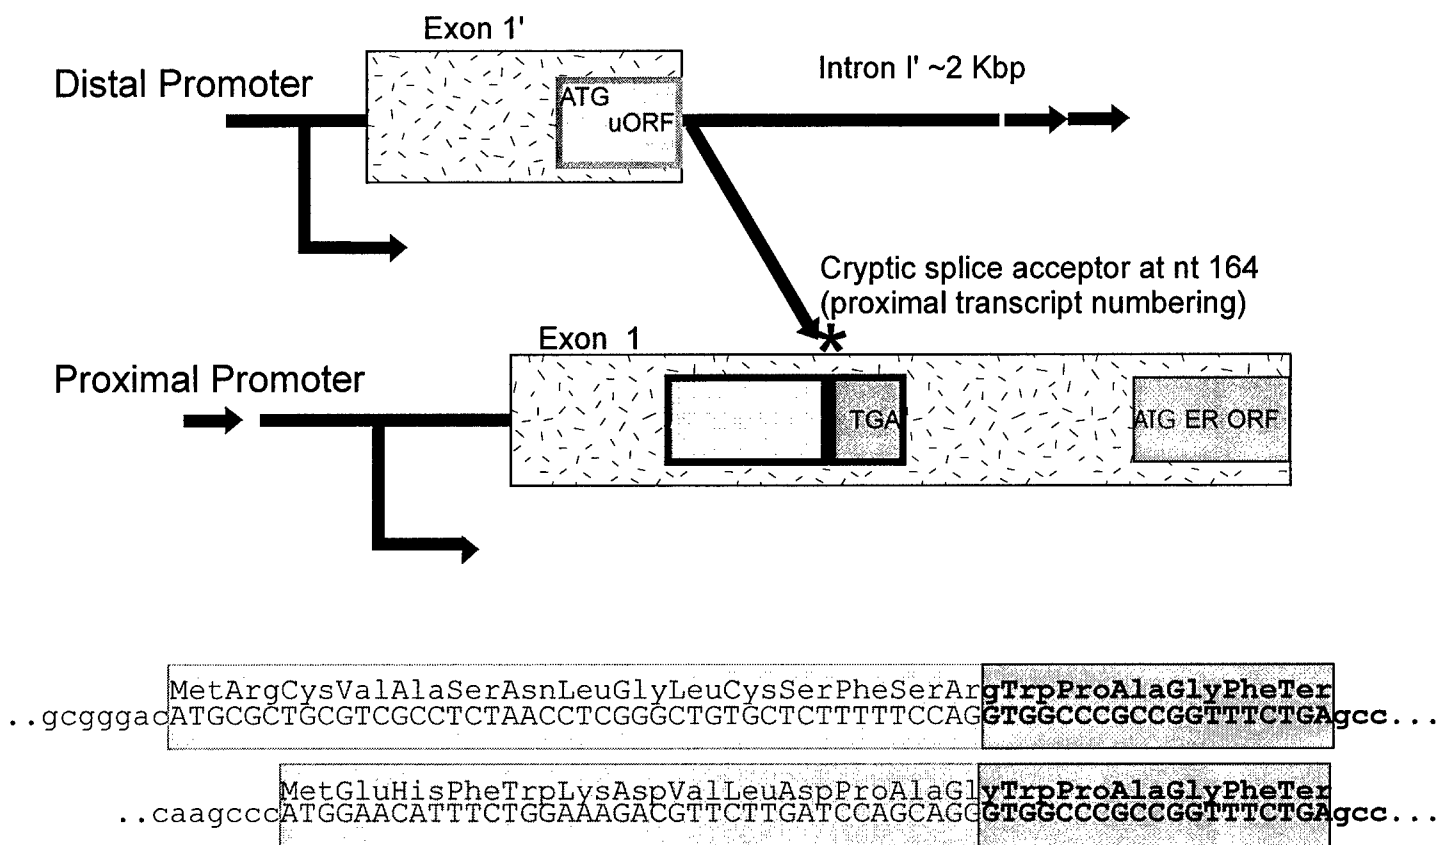 Exon 1'
Distal Promoter
Intron I' ~2 Kbp
ATG
uORF
Cryptic splice acceptor at nt 164
(proximal transcript numbering)
*
Exon 1
Proximal Promoter
TGA
ATG ER ORF
MetArgCysValAlaSerAsnLeuGlyLeuCysSerPheSerArgTrpProAlaGlyPheTer
..gcgggacATGCGCTGCGTCGCCTCTAACCTCGGGCTGTGCTCTTTTTCCAGGTGGCCCGCCGGTTTCTGAgcc...
MetGluHisPheTrpLysAspValLeuAspProAlaGlyTrpProAlaGlyPheTer
..caagcccATGGAACATTTCTGGAAAGACGTTCTTGATCCAGCAGGGTGGCCCGCCGGTTTCTGAgcc...